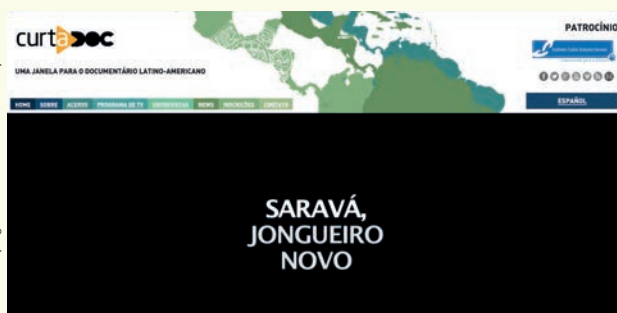 curtaDOC
PATROCÍNIO
UMA JANELA PARA O DOCUMENTÁRIO LATINO-AMERICANO
HOME SOBRE ACERVO PROGRAMA DE TV ENTREVISTAS NEWS INSCRIÇÕES CONTATO
ESPAÑOL
SARAVÁ,
JONGUEIRO
NOVO